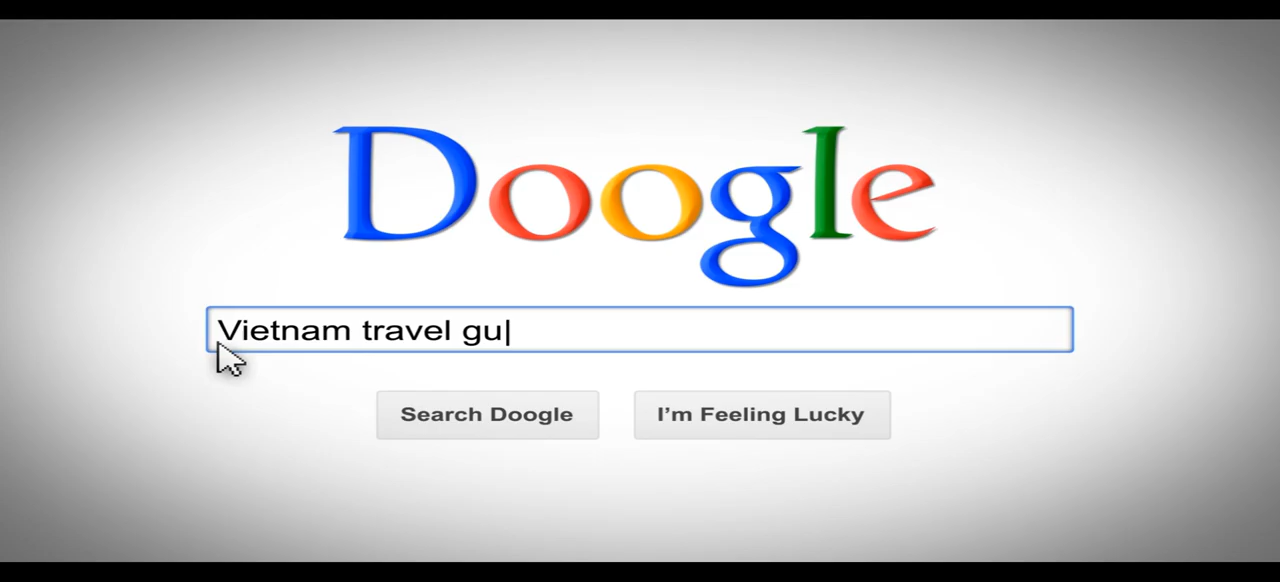 Doogle
Vietnam travel gu
Search Doogle
I’m Feeling Lucky